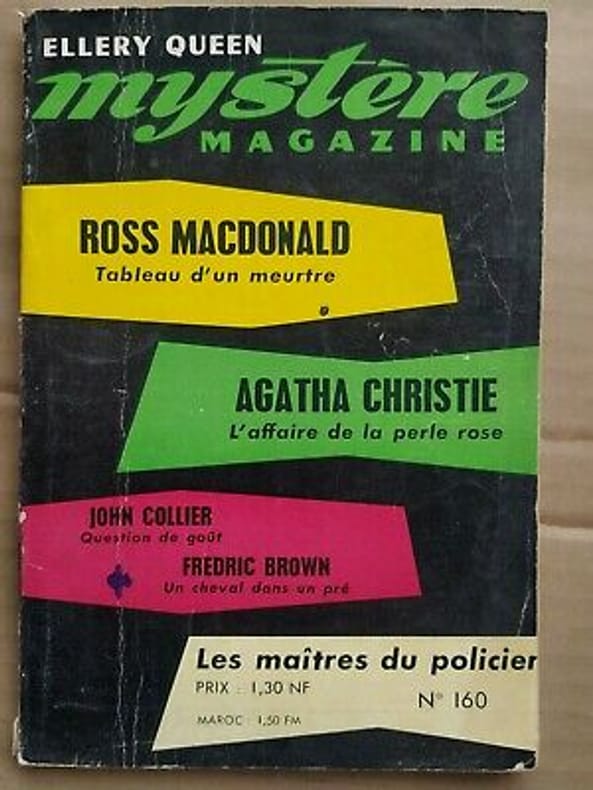 ELLERY QUEEN
mystère
MAGAZINE
ROSS MACDONALD
Tableau d'un meurtre
AGATHA CHRISTIE
L'affaire de la perle rose
JOHN COLLIER
Question de goût
FREDRIC BROWN
Un cheval dans un pré
Les maîtres du policier
PRIX : 1,30 NF
N° 160
MAROC : 1,50 FM